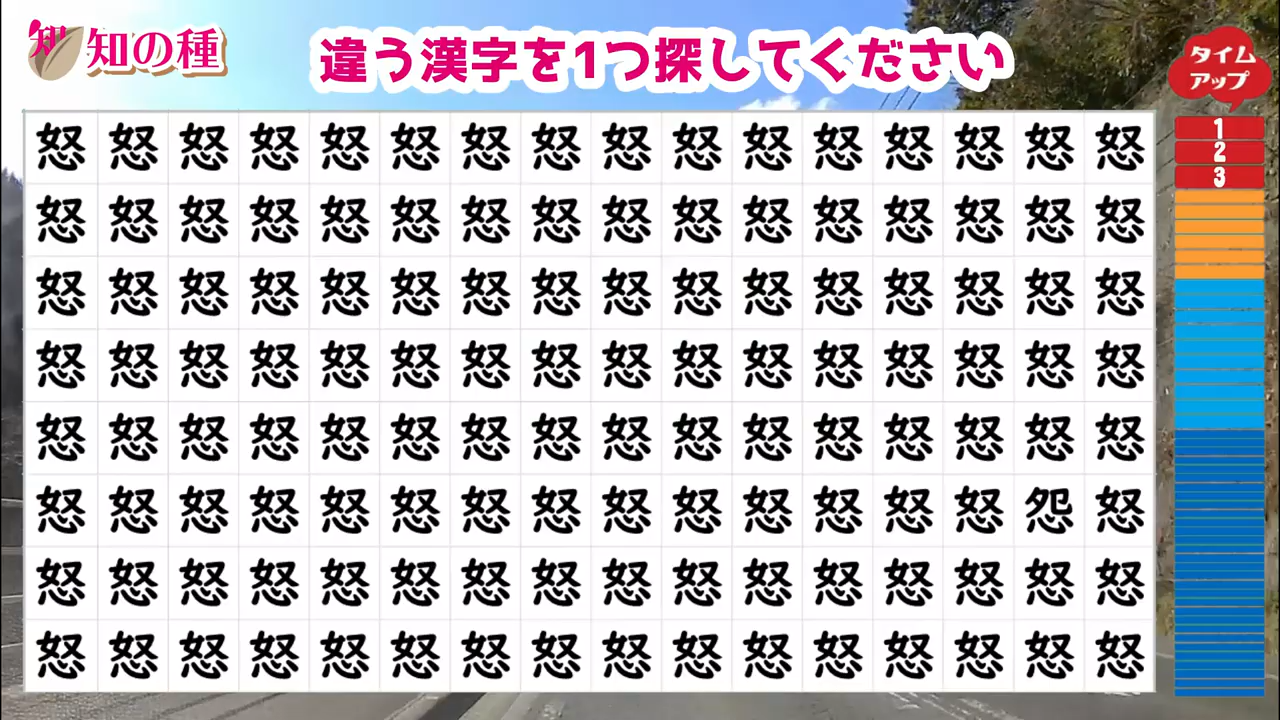 知 知の種
違う漢字を1つ探してください
タイム
アップ
1
2
3
怒 怒 怒 怒 怒 怒 怒 怒 怒 怒 怒 怒 怒 怒 怒 怒
怒 怒 怒 怒 怒 怒 怒 怒 怒 怒 怒 怒 怒 怒 怒 怒
怒 怒 怒 怒 怒 怒 怒 怒 怒 怒 怒 怒 怒 怒 怒 怒
怒 怒 怒 怒 怒 怒 怒 怒 怒 怒 怒 怒 怒 怒 怒 怒
怒 怒 怒 怒 怒 怒 怒 怒 怒 怒 怒 怒 怒 怒 怒 怒
怒 怒 怒 怒 怒 怒 怒 怒 怒 怒 怒 怒 怒 怒 怨 怒
怒 怒 怒 怒 怒 怒 怒 怒 怒 怒 怒 怒 怒 怒 怒 怒
怒 怒 怒 怒 怒 怒 怒 怒 怒 怒 怒 怒 怒 怒 怒 怒